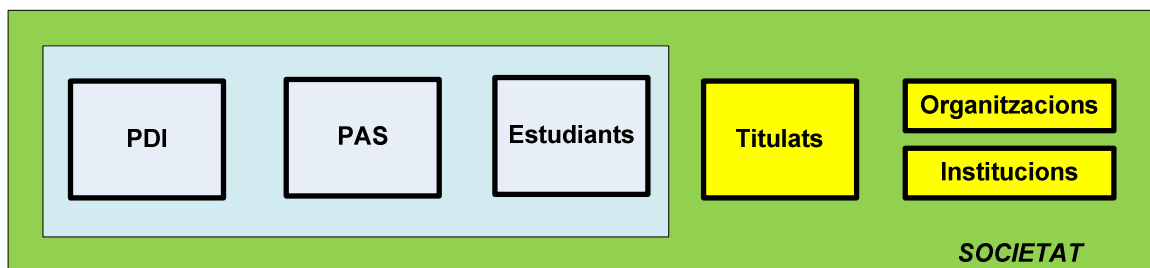 PDI
PAS
Estudiants
Titulats
Organitzacions
Institucions
SOCIETAT